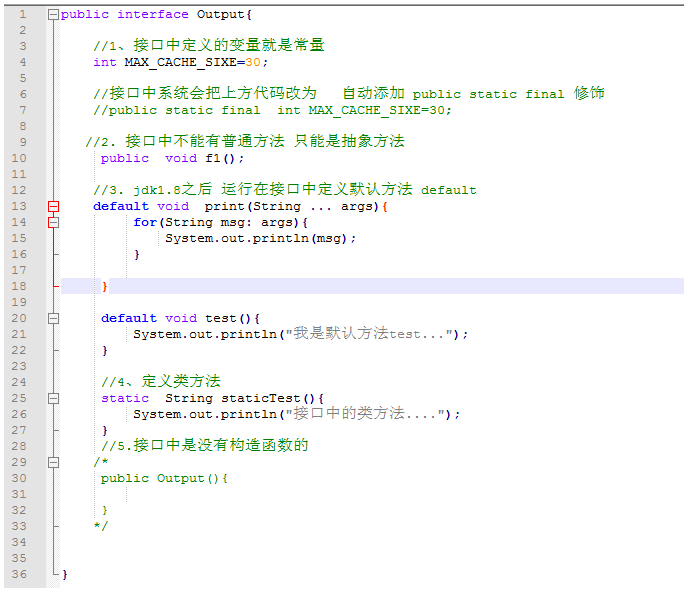 1 public interface Output{
2
3 //1、接口中定义的变量就是常量
4 int MAX_CACHE_SIXE=30;
5
6 //接口中系统会把上方代码改为   自动添加 public static final 修饰
7 //public static final  int MAX_CACHE_SIXE=30;
8
9 //2. 接口中不能有普通方法 只能是抽象方法
10 public  void f1();
11
12 //3. jdk1.8之后 运行在接口中定义默认方法 default
13 default void  print(String ... args){
14 for(String msg: args){
15 System.out.println(msg);
16 }
17
18 }
19
20 default void test(){
21 System.out.println("我是默认方法test...");
22 }
23
24 //4、定义类方法
25 static  String staticTest(){
26 System.out.println("接口中的类方法....");
27 }
28 //5.接口中是没有构造函数的
29 /*
30 public Output(){
31
32 }
33 */
34
35
36 }